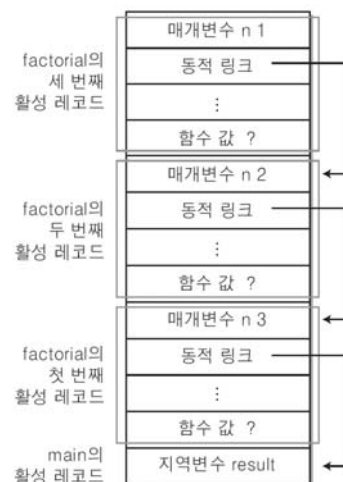 factorial의
세 번째
활성 레코드
매개변수 n 1
동적 링크
⋮
함수 값 ?
factorial의
두 번째
활성 레코드
매개변수 n 2
동적 링크
⋮
함수 값 ?
factorial의
첫 번째
활성 레코드
매개변수 n 3
동적 링크
⋮
함수 값 ?
main의
활성 레코드
지역변수 result